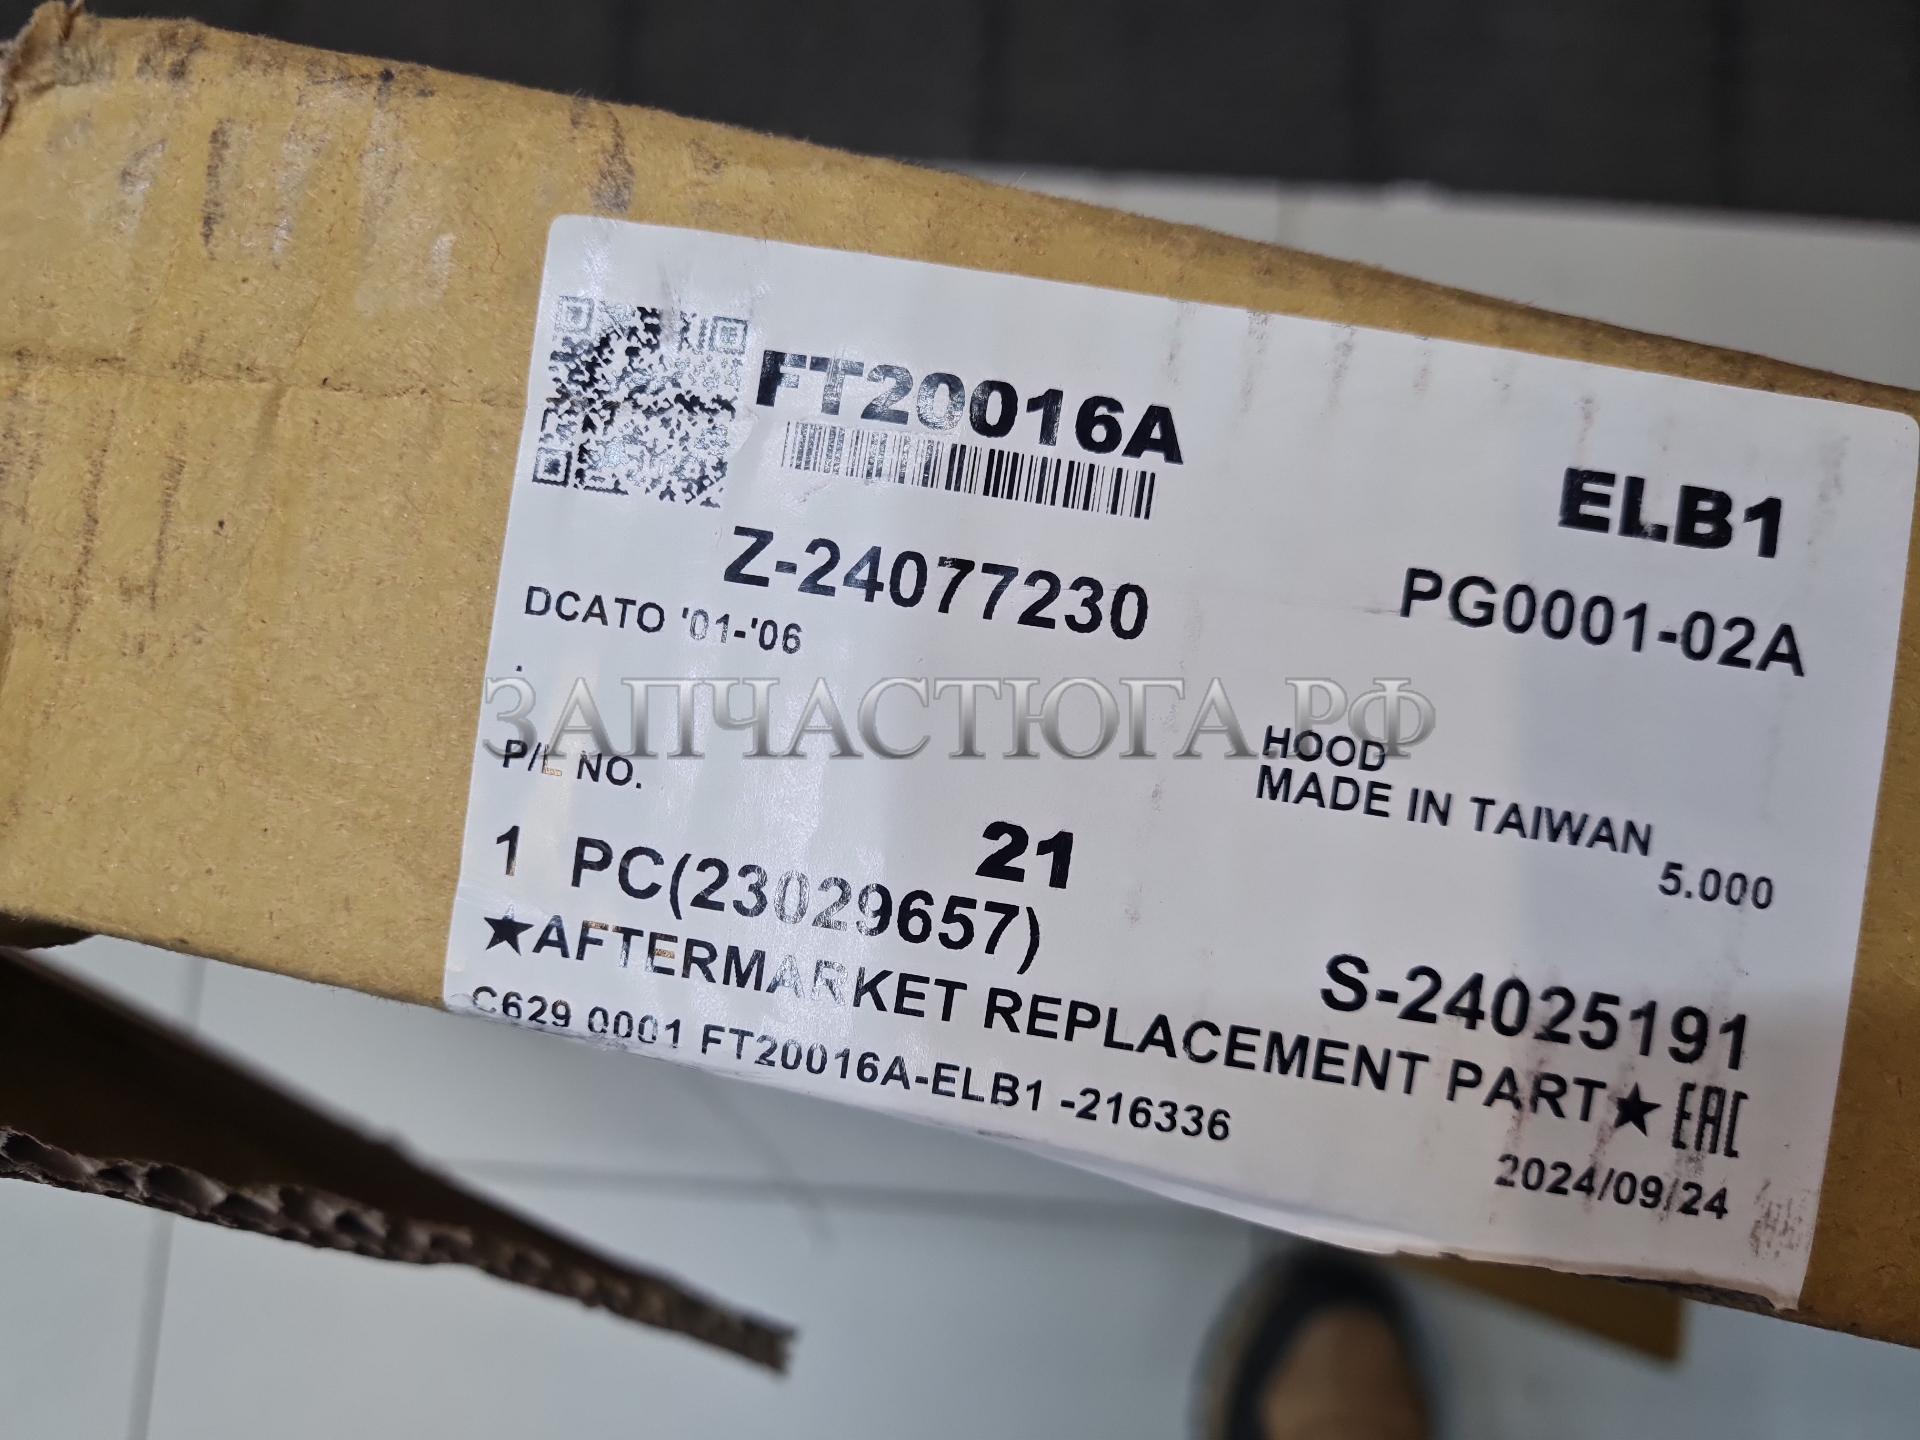 FT20016A
ELB1
Z-24077230
PG0001-02A
DCATO '01-'06
ЗАПЧАСТЮГА.РФ
P/L NO.
HOOD
MADE IN TAIWAN
21
5.000
1 PC(23029657)
S-24025191
★AFTERMARKET REPLACEMENT PART★ EAC
C629 0001 FT20016A-ELB1 -216336
2024/09/24